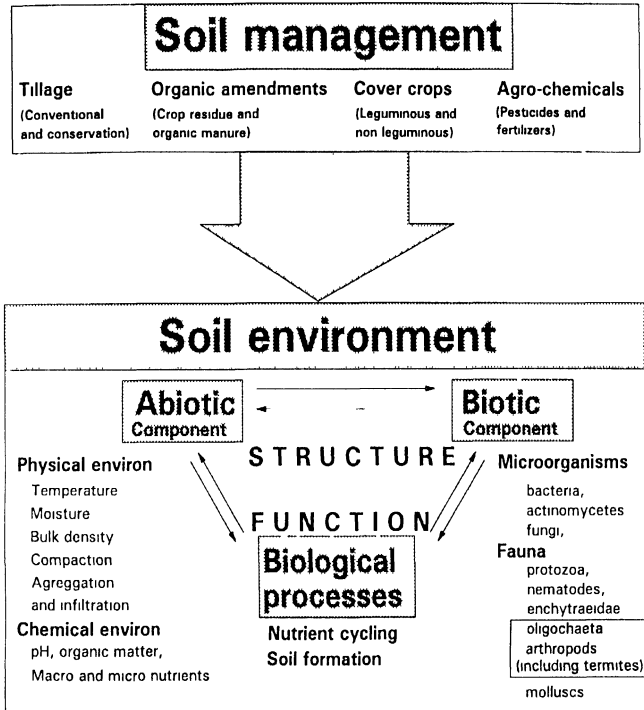 Soil management
Tillage
(Conventional
and conservation)
Organic amendments
(Crop residue and
organic manure)
Cover crops
(Leguminous and
non leguminous)
Agro-chemicals
(Pesticides and
fertilizers)
Soil environment
Abiotic
Component
Biotic
Component
STRUCTURE
FUNCTION
Physical environ
Temperature
Moisture
Bulk density
Compaction
Agreggation
and infiltration
Chemical environ
pH, organic matter,
Macro and micro nutrients
Biological
processes
Nutrient cycling
Soil formation
Microorganisms
bacteria,
actinomycetes
fungi,
Fauna
protozoa,
nematodes,
enchytraeidae
oligochaeta
arthropods
(including termites)
molluscs